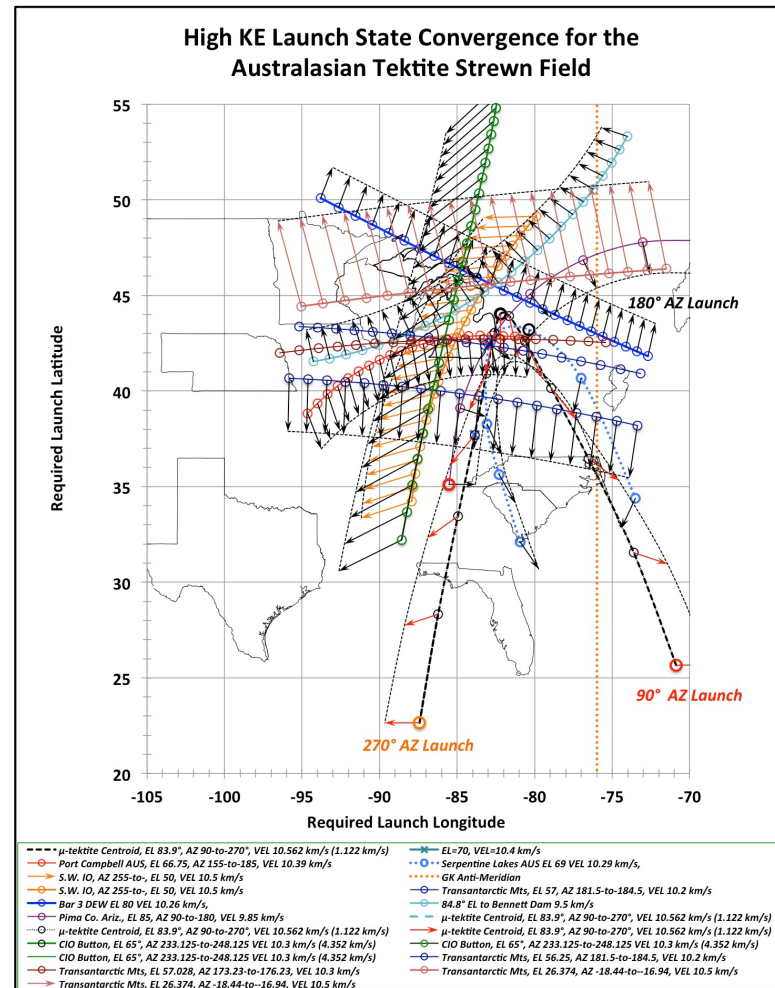 High KE Launch State Convergence for the
Australasian Tektite Strewn Field
55
50
45
40
35
30
25
20
Required Launch Latitude
180° AZ Launch
90° AZ Launch
270° AZ Launch
-105
-100
-95
-90
-85
-80
-75
-70
Required Launch Longitude
μ-tektite Centroid, EL 83.9°, AZ 90-to-270°, VEL 10.562 km/s (1.122 km/s)
EL=70, VEL=10.4 km/s
Port Campbell AUS, EL 66.75, AZ 155-to-185, VEL 10.39 km/s
Serpentine Lakes AUS EL 69 VEL 10.29 km/s,
S.W. IO, AZ 255-to-, EL 50, VEL 10.5 km/s
GK Anti-Meridian
S.W. IO, AZ 255-to-, EL 50, VEL 10.5 km/s
Transantarctic Mts, EL 57, AZ 181.5-to-184.5, VEL 10.2 km/s
Bar 3 DEW EL 80 VEL 10.26 km/s,
84.8° EL to Bennett Dam 9.5 km/s
Pima Co. Ariz., EL 85, AZ 90-to-180, VEL 9.85 km/s
μ-tektite Centroid, EL 83.9°, AZ 90-to-270°, VEL 10.562 km/s (1.122 km/s)
μ-tektite Centroid, EL 83.9°, AZ 90-to-270°, VEL 10.562 km/s (1.122 km/s)
μ-tektite Centroid, EL 83.9°, AZ 90-to-270°, VEL 10.562 km/s (1.122 km/s)
CIO Button, EL 65°, AZ 233.125-to-248.125 VEL 10.3 km/s (4.352 km/s)
CIO Button, EL 65°, AZ 233.125-to-248.125 VEL 10.3 km/s (4.352 km/s)
CIO Button, EL 65°, AZ 233.125-to-248.125 VEL 10.3 km/s (4.352 km/s)
Transantarctic Mts, EL 56.25, AZ 181.5-to-184.5, VEL 10.2 km/s
Transantarctic Mts, EL 57.028, AZ 173.23-to-176.23, VEL 10.3 km/s
Transantarctic Mts, EL 26.374, AZ -18.44-to--16.94, VEL 10.5 km/s
Transantarctic Mts, EL 26.374, AZ -18.44-to--16.94, VEL 10.5 km/s